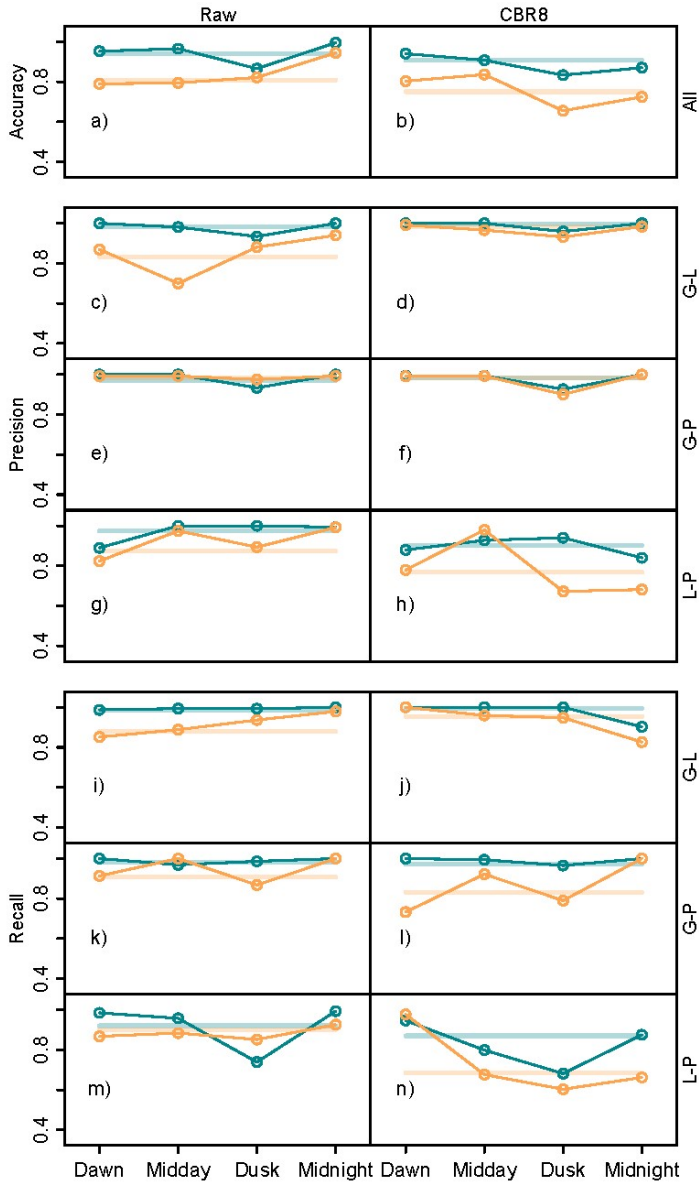 Raw CBR8
Accuracy
0.8
0.4
a) b)
All
Precision
0.8
0.4
c) d)
G-L
0.8
0.4
e) f)
G-P
0.8
0.4
g) h)
L-P
Recall
0.8
0.4
i) j)
G-L
0.8
0.4
k) l)
G-P
0.8
0.4
m) n)
L-P
Dawn Midday Dusk Midnight Dawn Midday Dusk Midnight